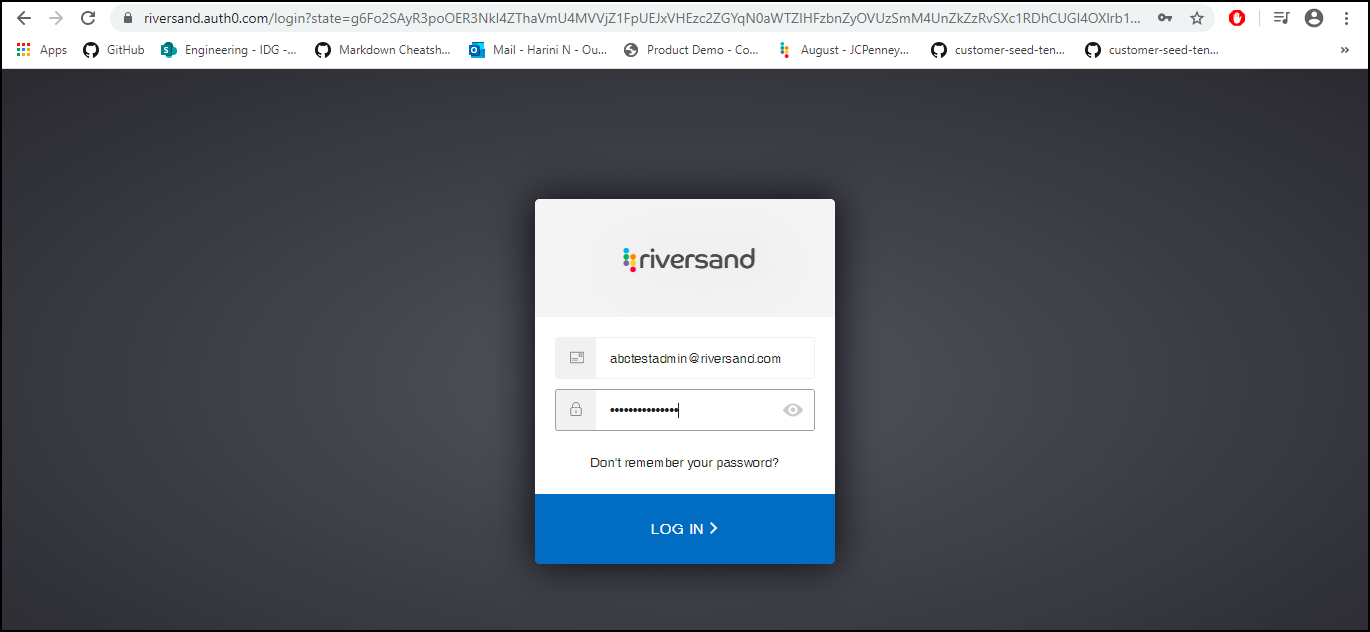 riversand.auth0.com/login?state=g6Fo2SAyR3poOER3Nkl4ZThaVmU4MVVjZ1FpUEJxVHEzc2ZGYqN0aWTZIHFzbnZyOVUzSmM4UnZkZzRvSXc1RDhCUGl4OXlrb1...
Apps GitHub Engineering - IDG -... Markdown Cheatsh... Mail - Harini N - Ou... Product Demo - Co... August - JCPenney,... customer-seed-ten... customer-seed-ten... »
riversand
abctestadmin@riversand.com
•••••••••••••••
Don't remember your password?
LOG IN